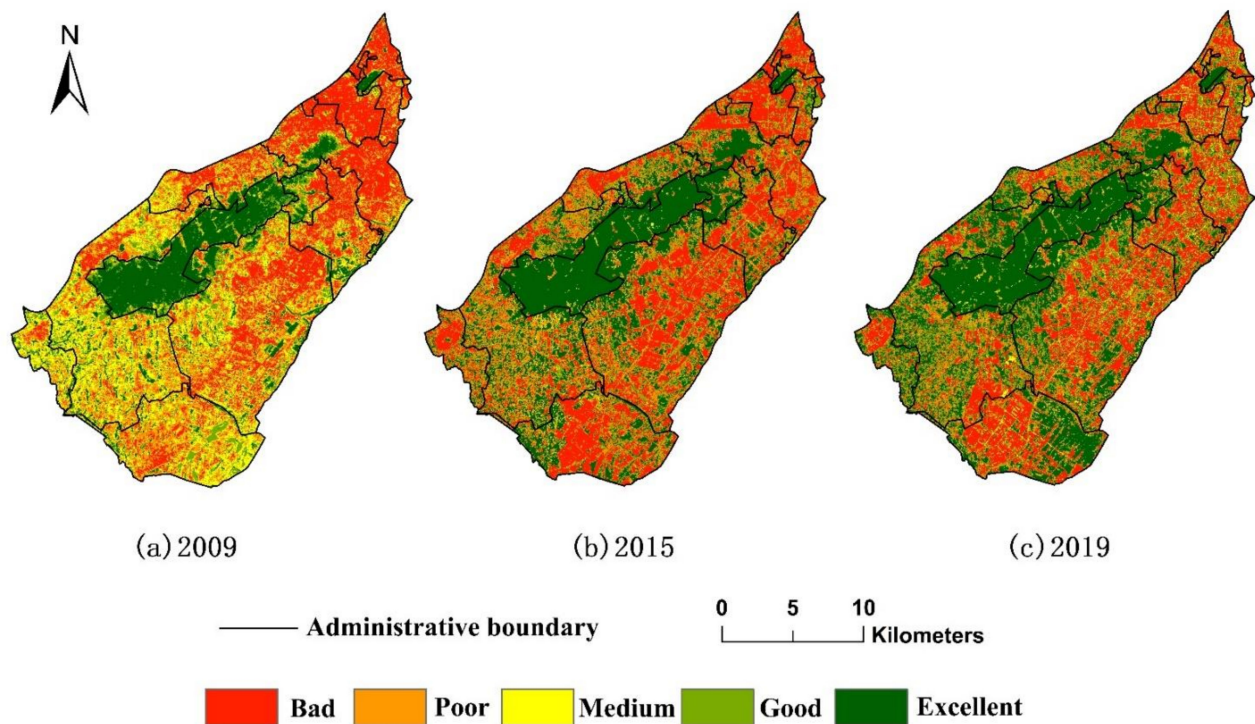 N
(a)2009
(b)2015
(c)2019
Administrative boundary
0 5 10
Kilometers
Bad Poor Medium Good Excellent